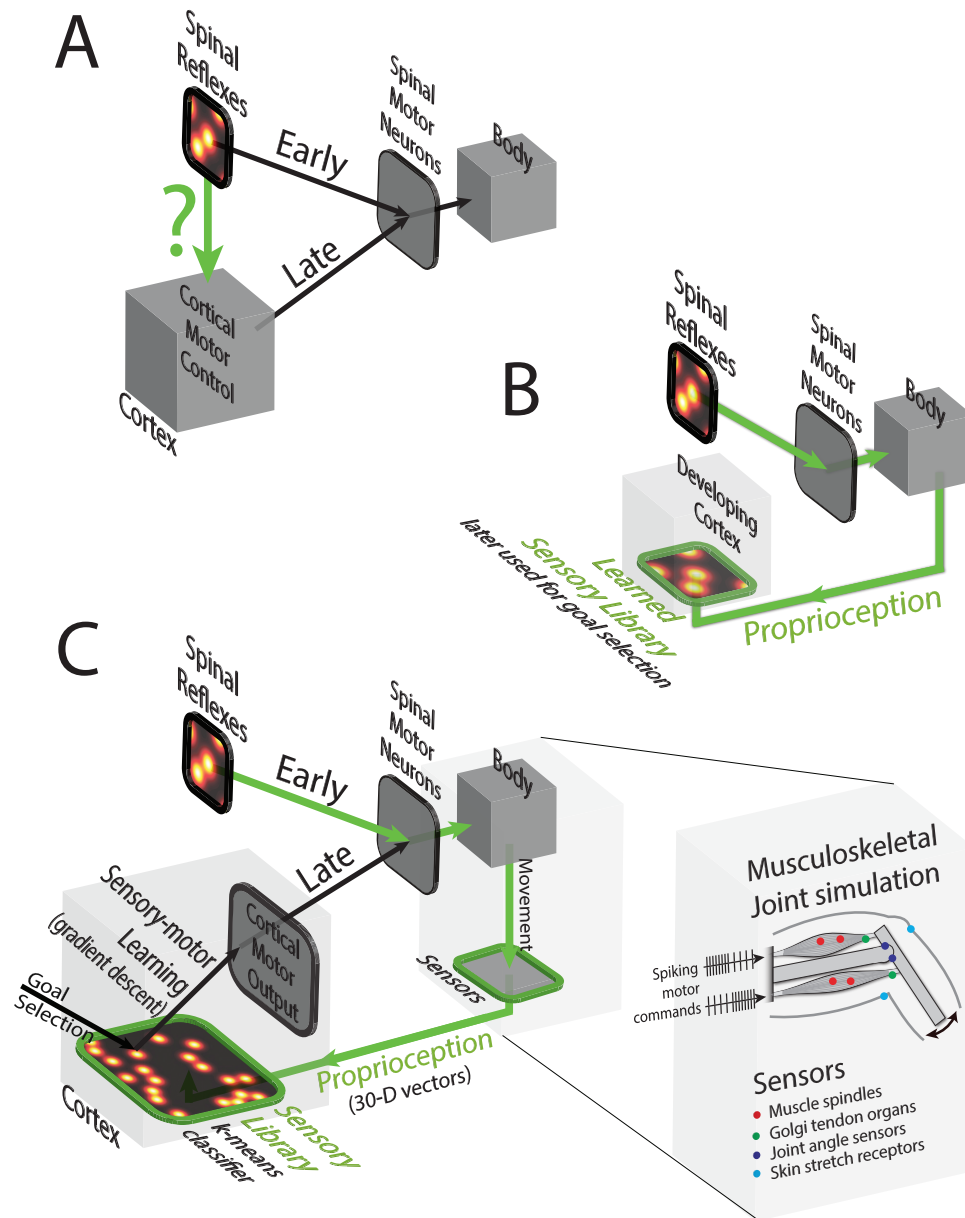 A
Spinal
Reflexes
Spinal
Motor
Neurons
Body
Early
?
Late
Cortical
Motor
Control
Cortex
B
Spinal
Reflexes
Spinal
Motor
Neurons
Body
Developing
Cortex
Learned
Sensory Library
later used for goal selection
Proprioception
C
Spinal
Reflexes
Spinal
Motor
Neurons
Body
Early
Late
Movement
Sensory-motor
Learning
(gradient descent)
Cortical
Motor
Output
Sensors
Goal
Selection
Proprioception
(30-D vectors)
Cortex
Sensory
Library
k-means
classifier
Musculoskeletal
Joint simulation
Spiking
motor
commands
Sensors
Muscle spindles
Golgi tendon organs
Joint angle sensors
Skin stretch receptors